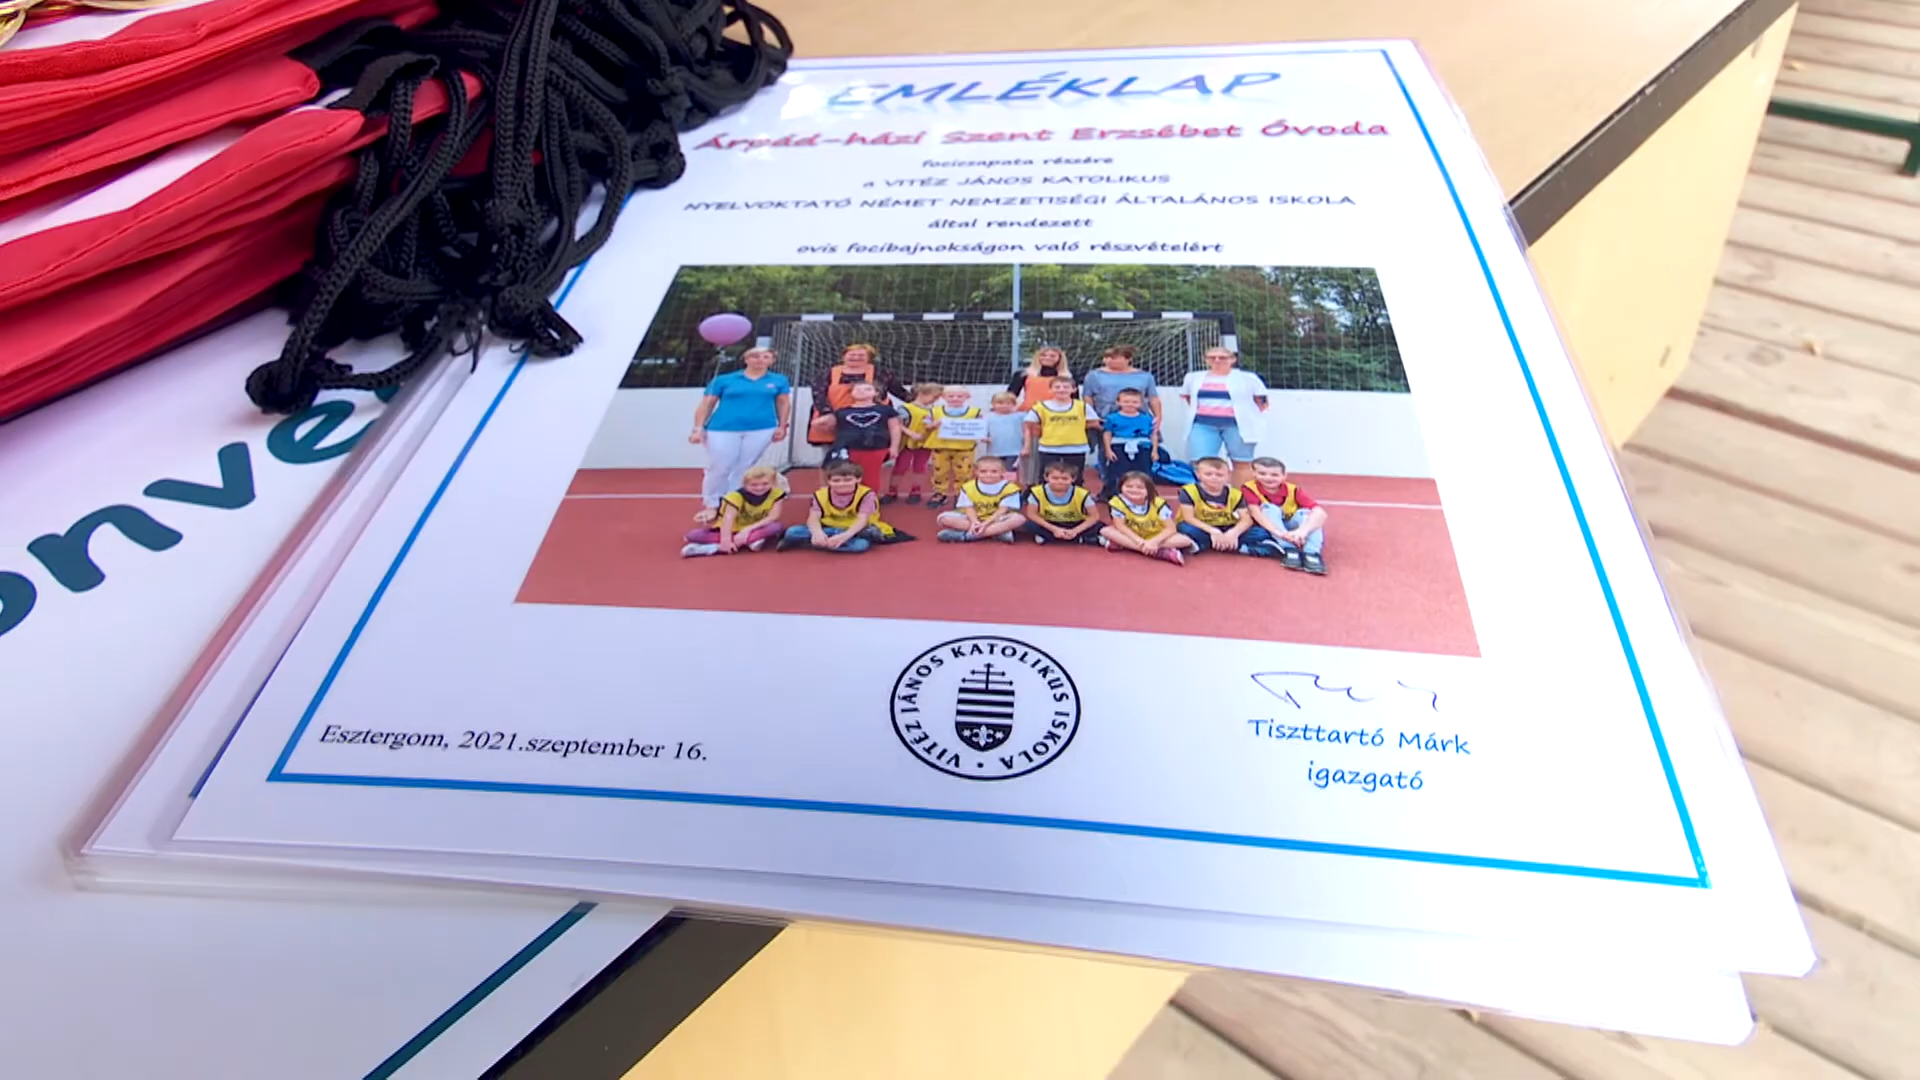 EMLÉKLAP
Árpád-házi Szent Erzsébet Óvoda
focicsapata részére
a VITÉZ JÁNOS KATOLIKUS
NYELVOKTATÓ NÉMET NEMZETISÉGI ÁLTALÁNOS ISKOLA
által rendezett
ovis focibajnokságon való részvételért
VITÉZ JÁNOS KATOLIKUS ISKOLA •
Esztergom, 2021.szeptember 16.
Tiszttartó Márk
igazgató
onve